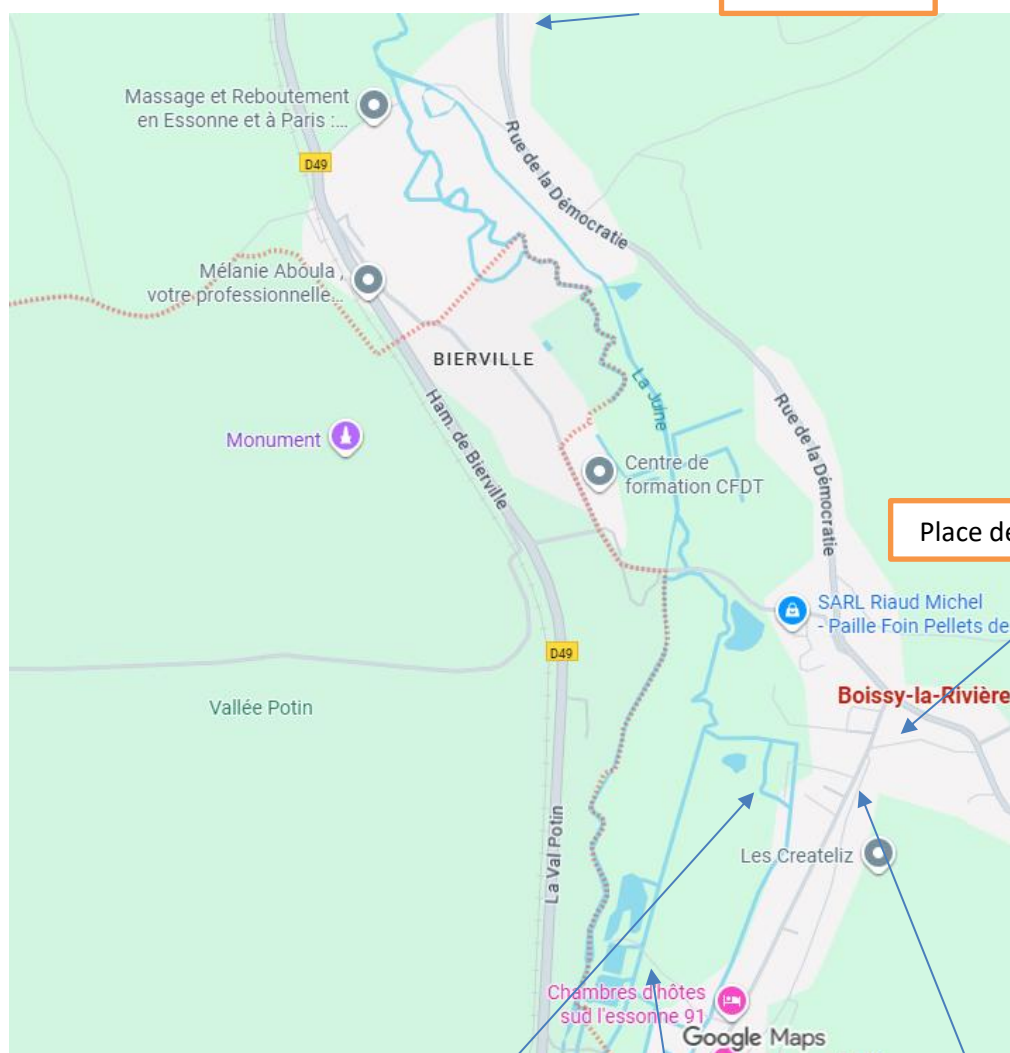 Massage et Reboutement
en Essonne et à Paris :...
D49
Rue de la Démocratie
Mélanie Aboula ,
votre professionnelle...
BIERVILLE
La Juine
Ham. de Bierville
Monument
Rue de la Démocratie
Centre de
formation CFDT
Place de
SARL Riaud Michel
- Paille Foin Pellets de
D49
Boissy-la-Rivière
Vallée Potin
La Val Potin
Les Createliz
Chambres d'hôtes
sud l'essonne 91
Google Maps